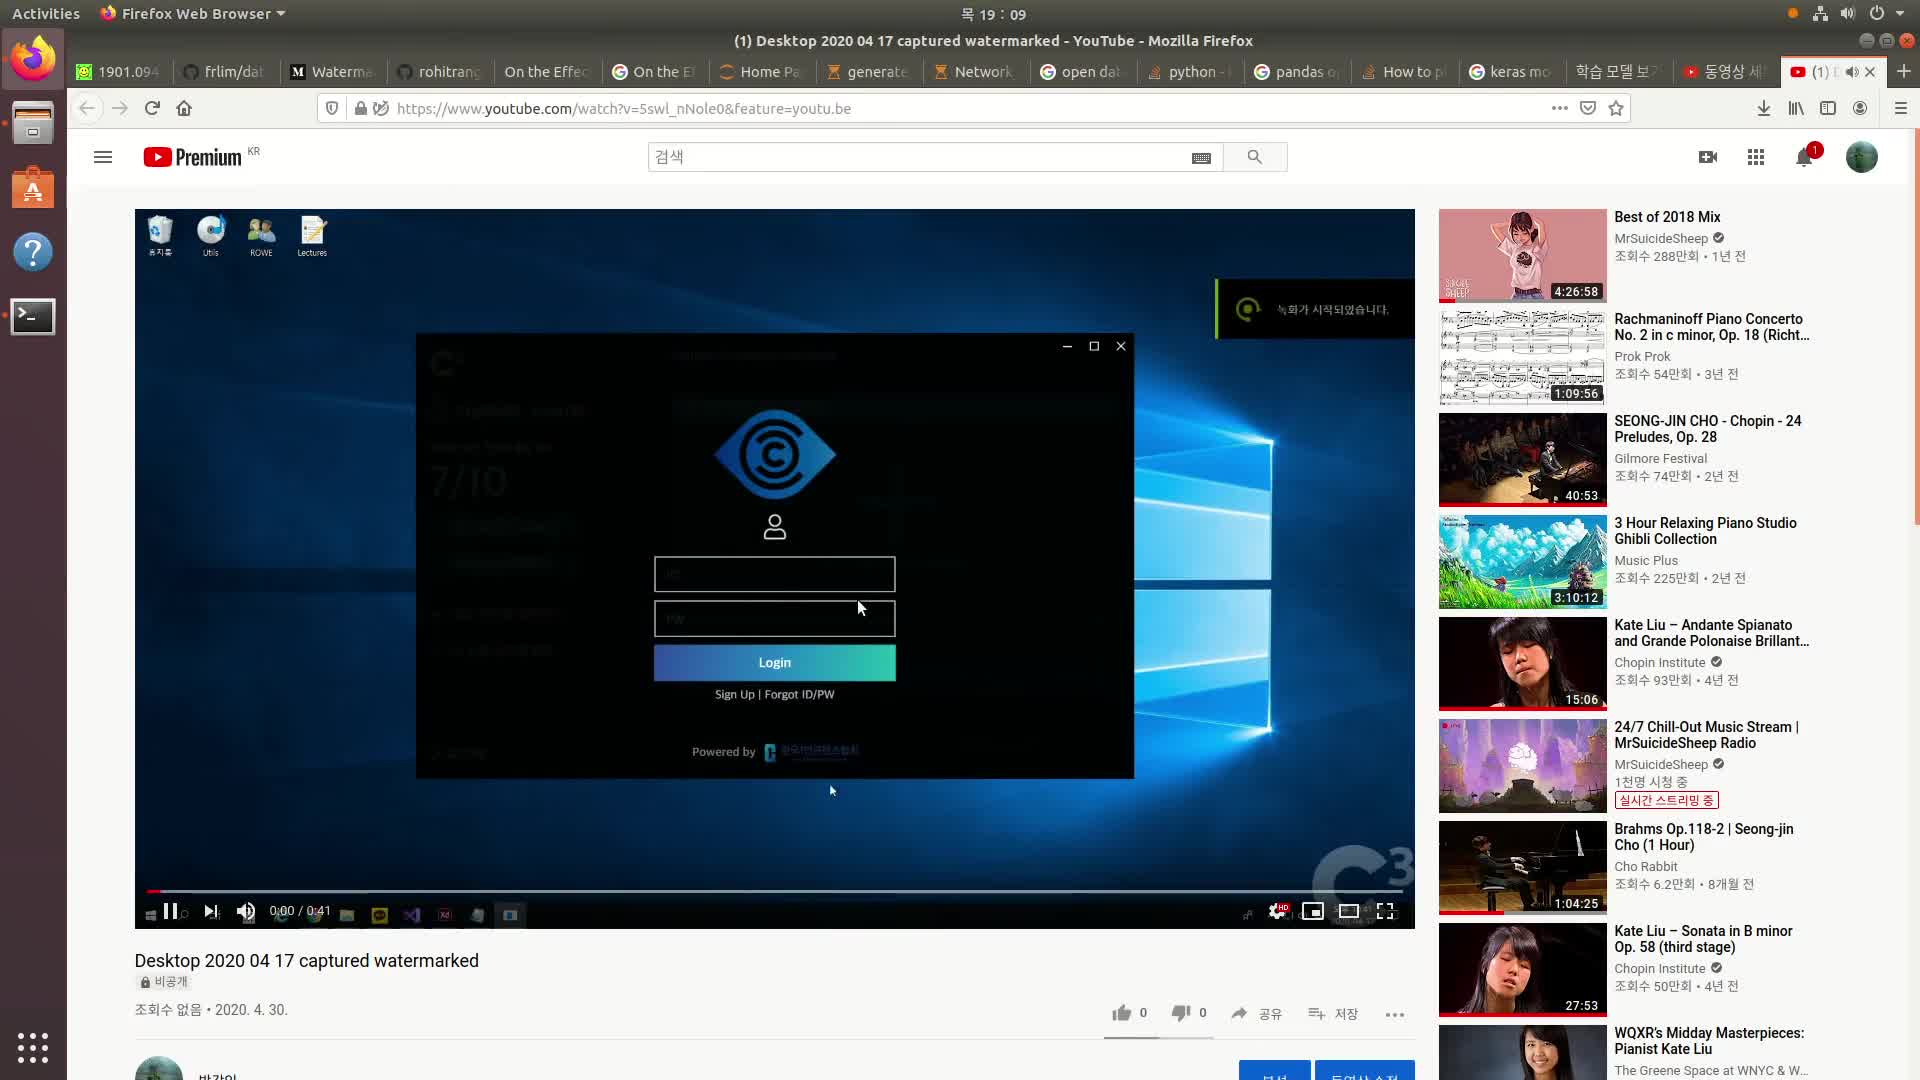 Activities
Firefox Web Browser
목 19 : 09
(1) Desktop 2020 04 17 captured watermarked - YouTube - Mozilla Firefox
1901.094
frlim/dat
Waterma
rohitrang
On the Effec
On the Ef
Home Pa
generate
Network
open dat
python -
pandas o
How to p
keras mo
학습 모델 보기
동영상 세
(1)
https://www.youtube.com/watch?v=5swl_nNole0&feature=youtu.be
Premium KR
검색
1
휴지통
Utils
ROWE
Lectures
녹화가 시작되었습니다.
7/10
ID
PW
Login
Sign Up | Forgot ID/PW
Powered by
C3
0:00 / 0:41
HD
Desktop 2020 04 17 captured watermarked
비공개
조회수 없음 • 2020. 4. 30.
0
0
공유
저장
분석
동영상 수정
Best of 2018 Mix
MrSuicideSheep
조회수 288만회 • 1년 전
SUICIDE SHEEP
4:26:58
Rachmaninoff Piano Concerto
No. 2 in c minor, Op. 18 (Richt...
Prok Prok
조회수 54만회 • 3년 전
1:09:56
SEONG-JIN CHO - Chopin - 24
Preludes, Op. 28
Gilmore Festival
조회수 74만회 • 2년 전
40:53
3 Hour Relaxing Piano Studio
Ghibli Collection
Music Plus
조회수 225만회 • 2년 전
3:10:12
Kate Liu – Andante Spianato
and Grande Polonaise Brillant...
Chopin Institute
조회수 93만회 • 4년 전
15:06
24/7 Chill-Out Music Stream |
MrSuicideSheep Radio
MrSuicideSheep
1천명 시청 중
실시간 스트리밍 중
Brahms Op.118-2 | Seong-jin
Cho (1 Hour)
Cho Rabbit
조회수 6.2만회 • 8개월 전
1:04:25
Kate Liu – Sonata in B minor
Op. 58 (third stage)
Chopin Institute
조회수 50만회 • 4년 전
27:53
WQXR's Midday Masterpieces:
Pianist Kate Liu
The Greene Space at WNYC & W...